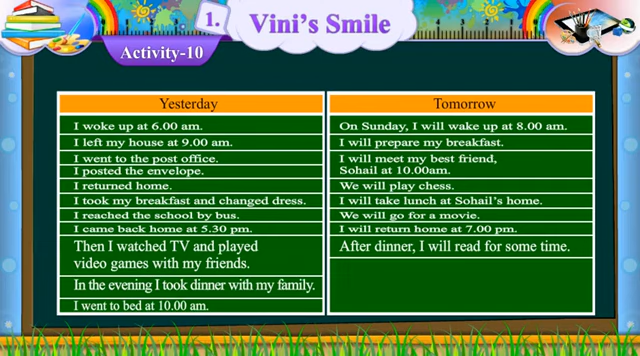 1. Vini's Smile
Activity-10
Yesterday
I woke up at 6.00 am.
I left my house at 9.00 am.
I went to the post office.
I posted the envelope.
I returned home.
I took my breakfast and changed dress.
I reached the school by bus.
I came back home at 5.30 pm.
Then I watched TV and played
video games with my friends.
In the evening I took dinner with my family.
I went to bed at 10.00 am.
Tomorrow
On Sunday, I will wake up at 8.00 am.
I will prepare my breakfast.
I will meet my best friend,
Sohail at 10.00am.
We will play chess.
I will take lunch at Sohail's home.
We will go for a movie.
I will return home at 7.00 pm.
After dinner, I will read for some time.